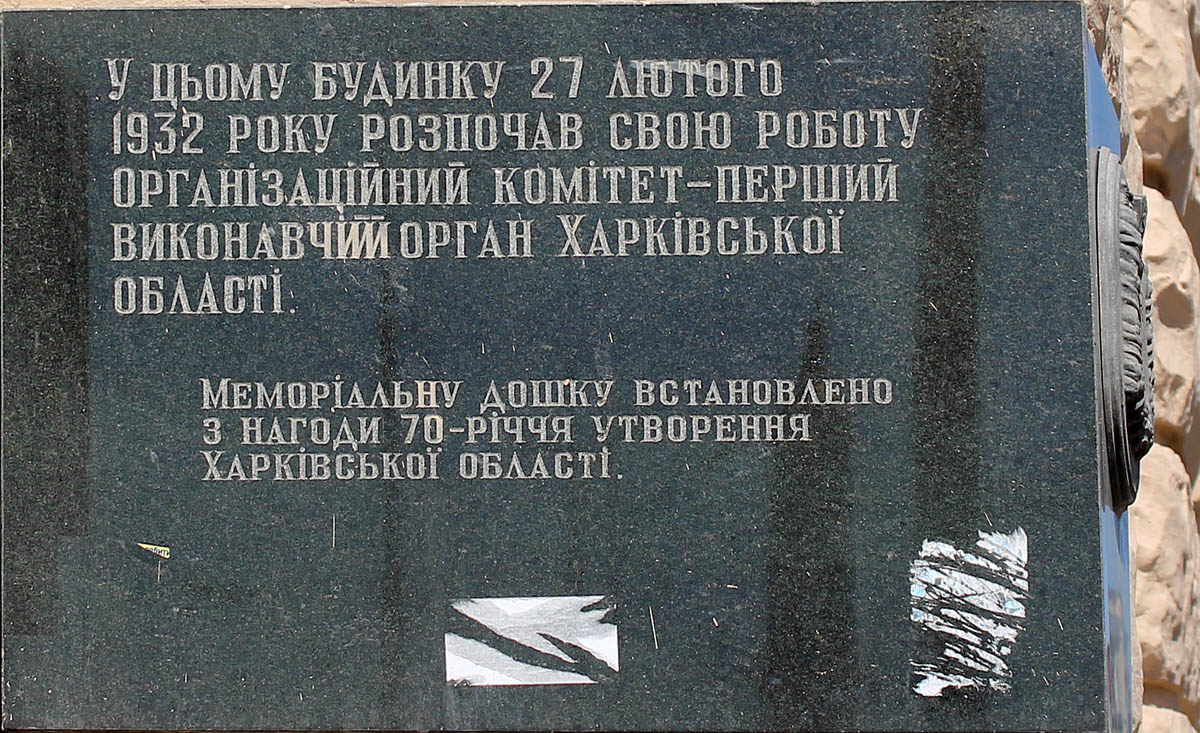 У ЦЬОМУ БУДИНКУ 27 ЛЮТОГО
1932 РОКУ РОЗПОЧАВ СВОЮ РОБОТУ
ОРГАНІЗАЦІЙНИЙ КОМІТЕТ–ПЕРШИЙ
ВИКОНАВЧИЙ ОРГАН ХАРКІВСЬКОЇ
ОБЛАСТІ.
МЕМОРІАЛЬНУ ДОШКУ ВСТАНОВЛЕНО
З НАГОДИ 70-РІЧЧЯ УТВОРЕННЯ
ХАРКІВСЬКОЇ ОБЛАСТІ.